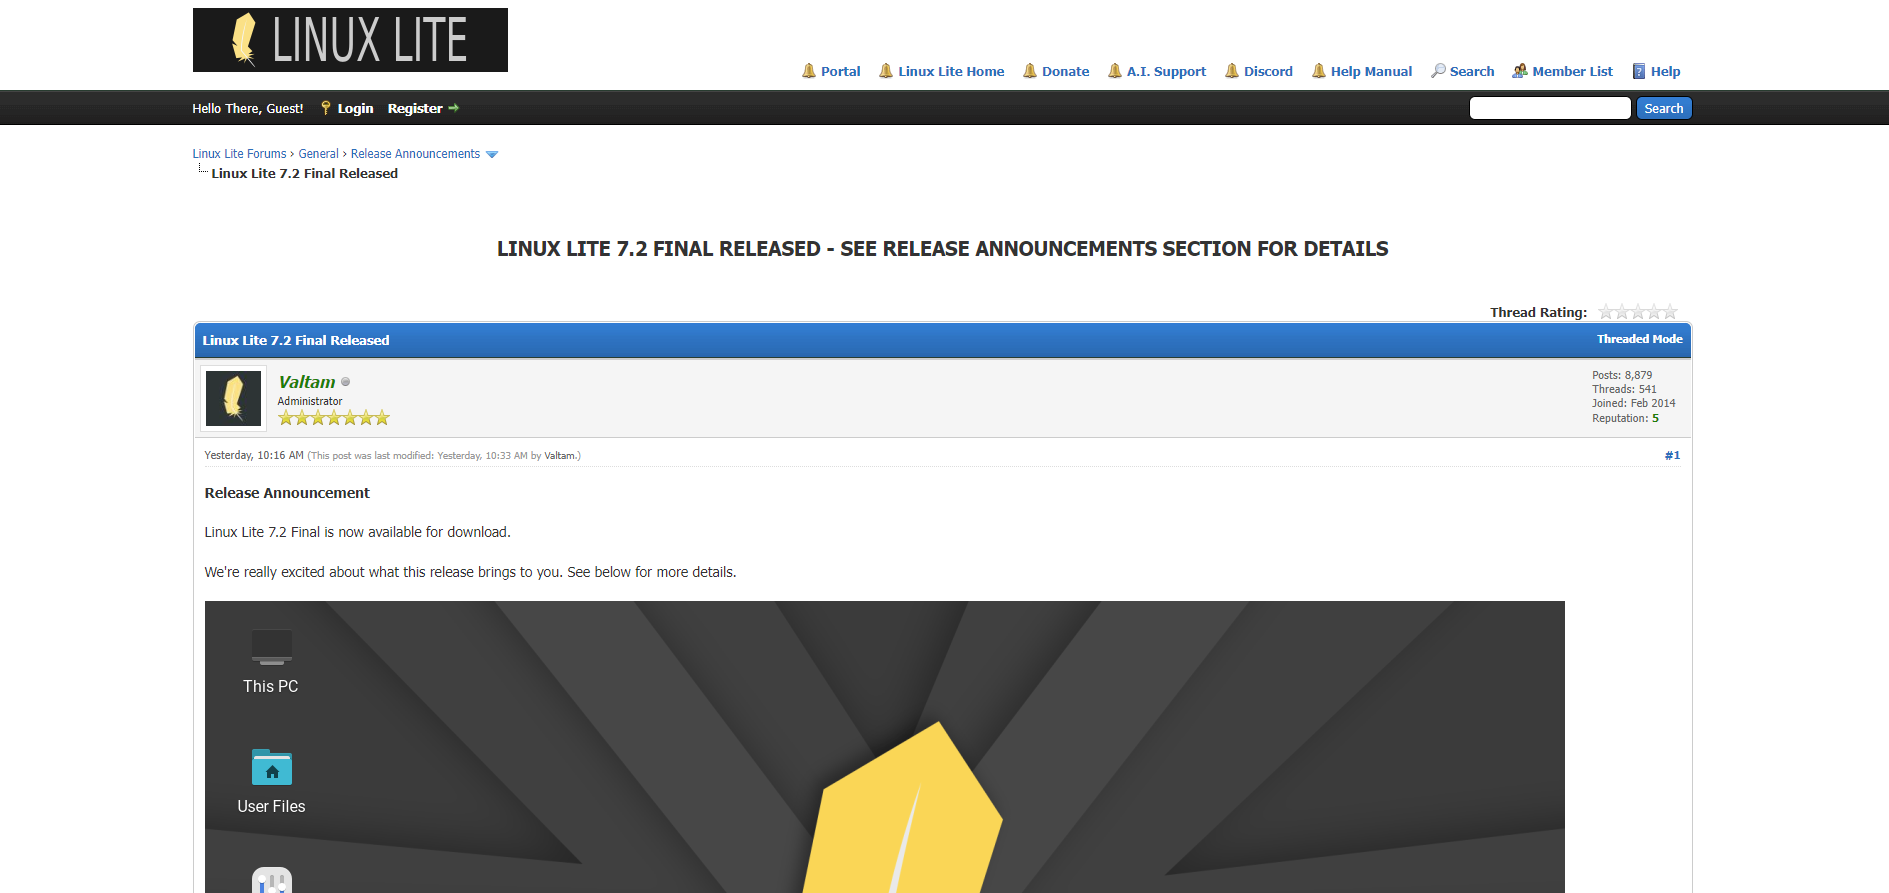 LINUX LITE
Portal Linux Lite Home Donate A.I. Support Discord Help Manual Search Member List Help
Hello There, Guest! Login Register Search
Linux Lite Forums › General › Release Announcements
Linux Lite 7.2 Final Released
LINUX LITE 7.2 FINAL RELEASED - SEE RELEASE ANNOUNCEMENTS SECTION FOR DETAILS
Thread Rating:
Linux Lite 7.2 Final Released Threaded Mode
Valtam
Administrator
Posts: 8,879
Threads: 541
Joined: Feb 2014
Reputation: 5
Yesterday, 10:16 AM (This post was last modified: Yesterday, 10:33 AM by Valtam.) #1
Release Announcement
Linux Lite 7.2 Final is now available for download.
We're really excited about what this release brings to you. See below for more details.
This PC
User Files